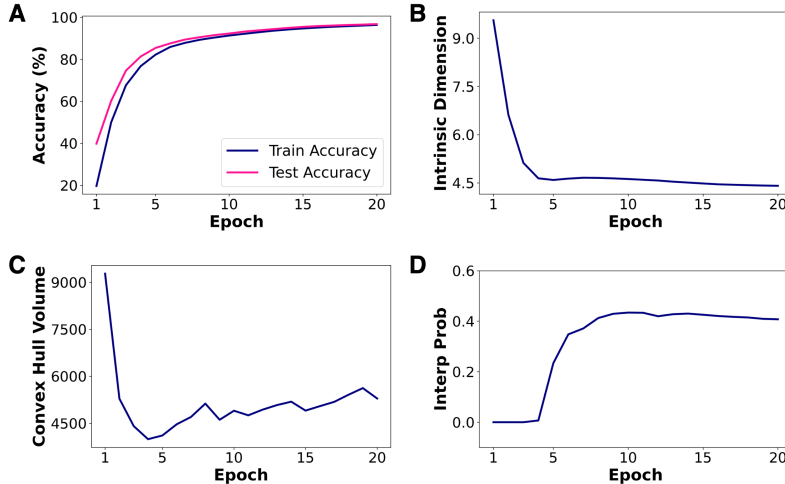 A
Accuracy (%)
100
80
60
40
20
Train Accuracy
Test Accuracy
1
5
10
15
20
Epoch
B
Intrinsic Dimension
9.0
7.5
6.0
4.5
1
5
10
15
20
Epoch
C
Convex Hull Volume
9000
7500
6000
4500
1
5
10
15
20
Epoch
D
Interp Prob
0.6
0.4
0.2
0.0
1
5
10
15
20
Epoch